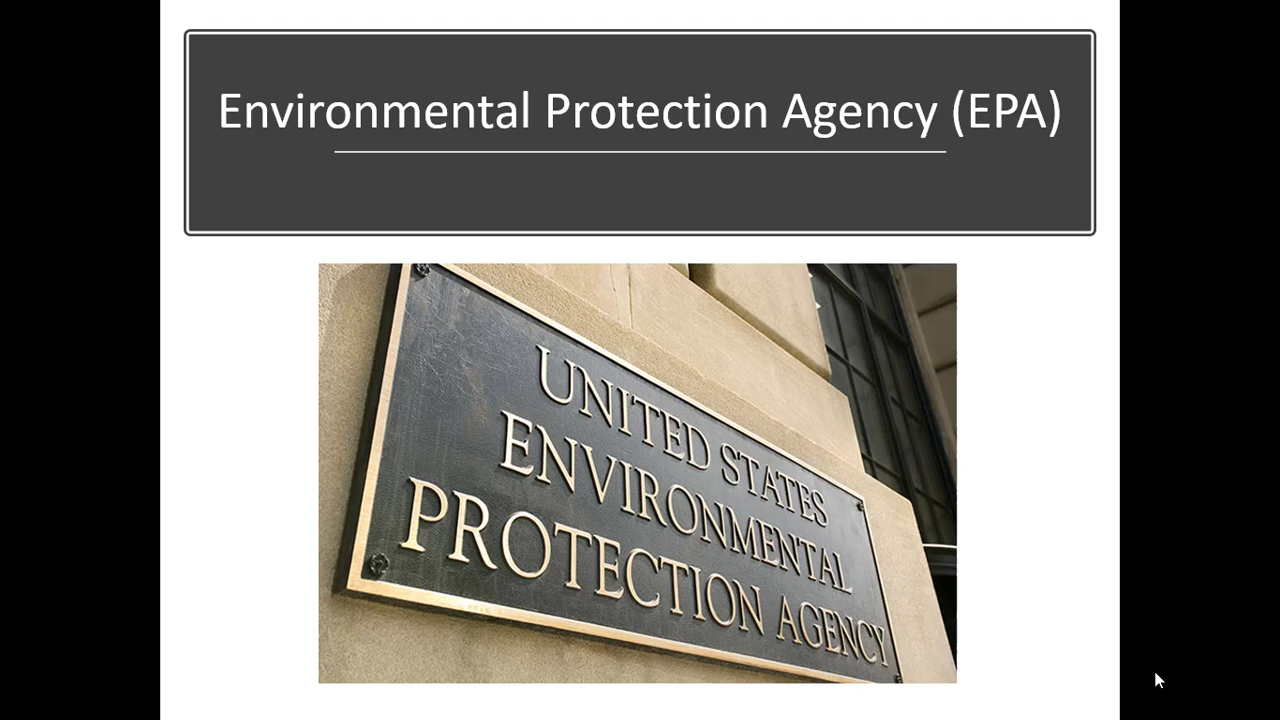 Environmental Protection Agency (EPA)
UNITED STATES
ENVIRONMENTAL
PROTECTION AGENCY